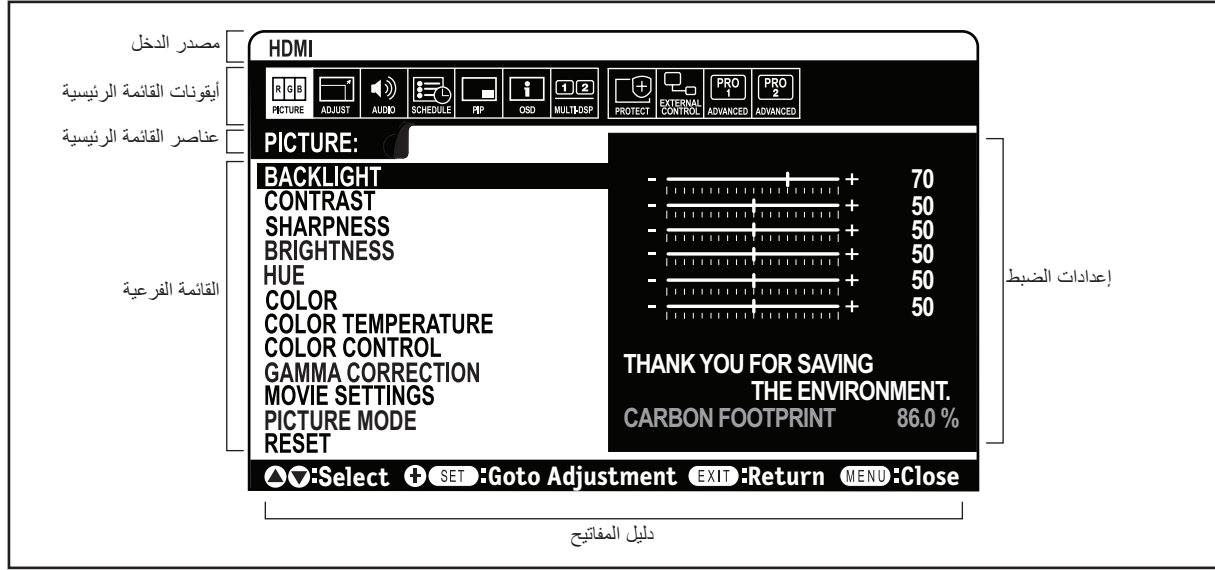 مصدر الدخل
HDMI
أيقونات القائمة الرئيسية
R G B
PICTURE
ADJUST
AUDIO
SCHEDULE
PIP
i
OSD
1 2
MULTI-DSP
PROTECT
EXTERNAL
CONTROL
PRO
1
ADVANCED
PRO
2
ADVANCED
عناصر القائمة الرئيسية
PICTURE:
القائمة الفرعية
BACKLIGHT - + 70
CONTRAST - + 50
SHARPNESS - + 50
BRIGHTNESS - + 50
HUE - + 50
COLOR - + 50
COLOR TEMPERATURE
COLOR CONTROL
GAMMA CORRECTION
MOVIE SETTINGS
PICTURE MODE
RESET
THANK YOU FOR SAVING
THE ENVIRONMENT.
CARBON FOOTPRINT 86.0 %
إعدادات الضبط
:Select + SET :Goto Adjustment EXIT :Return MENU :Close
دليل المفاتيح